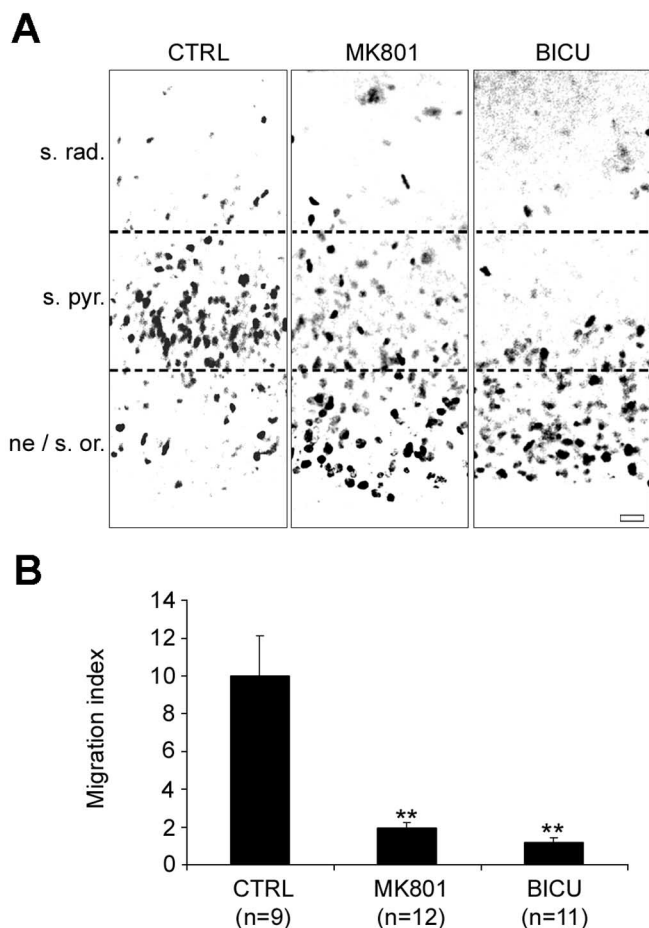 A
CTRL MK801 BICU
s. rad.
s. pyr.
ne / s. or.
B
Migration index
14
12
10
8
6
4
2
0
** **
CTRL MK801 BICU
(n=9) (n=12) (n=11)